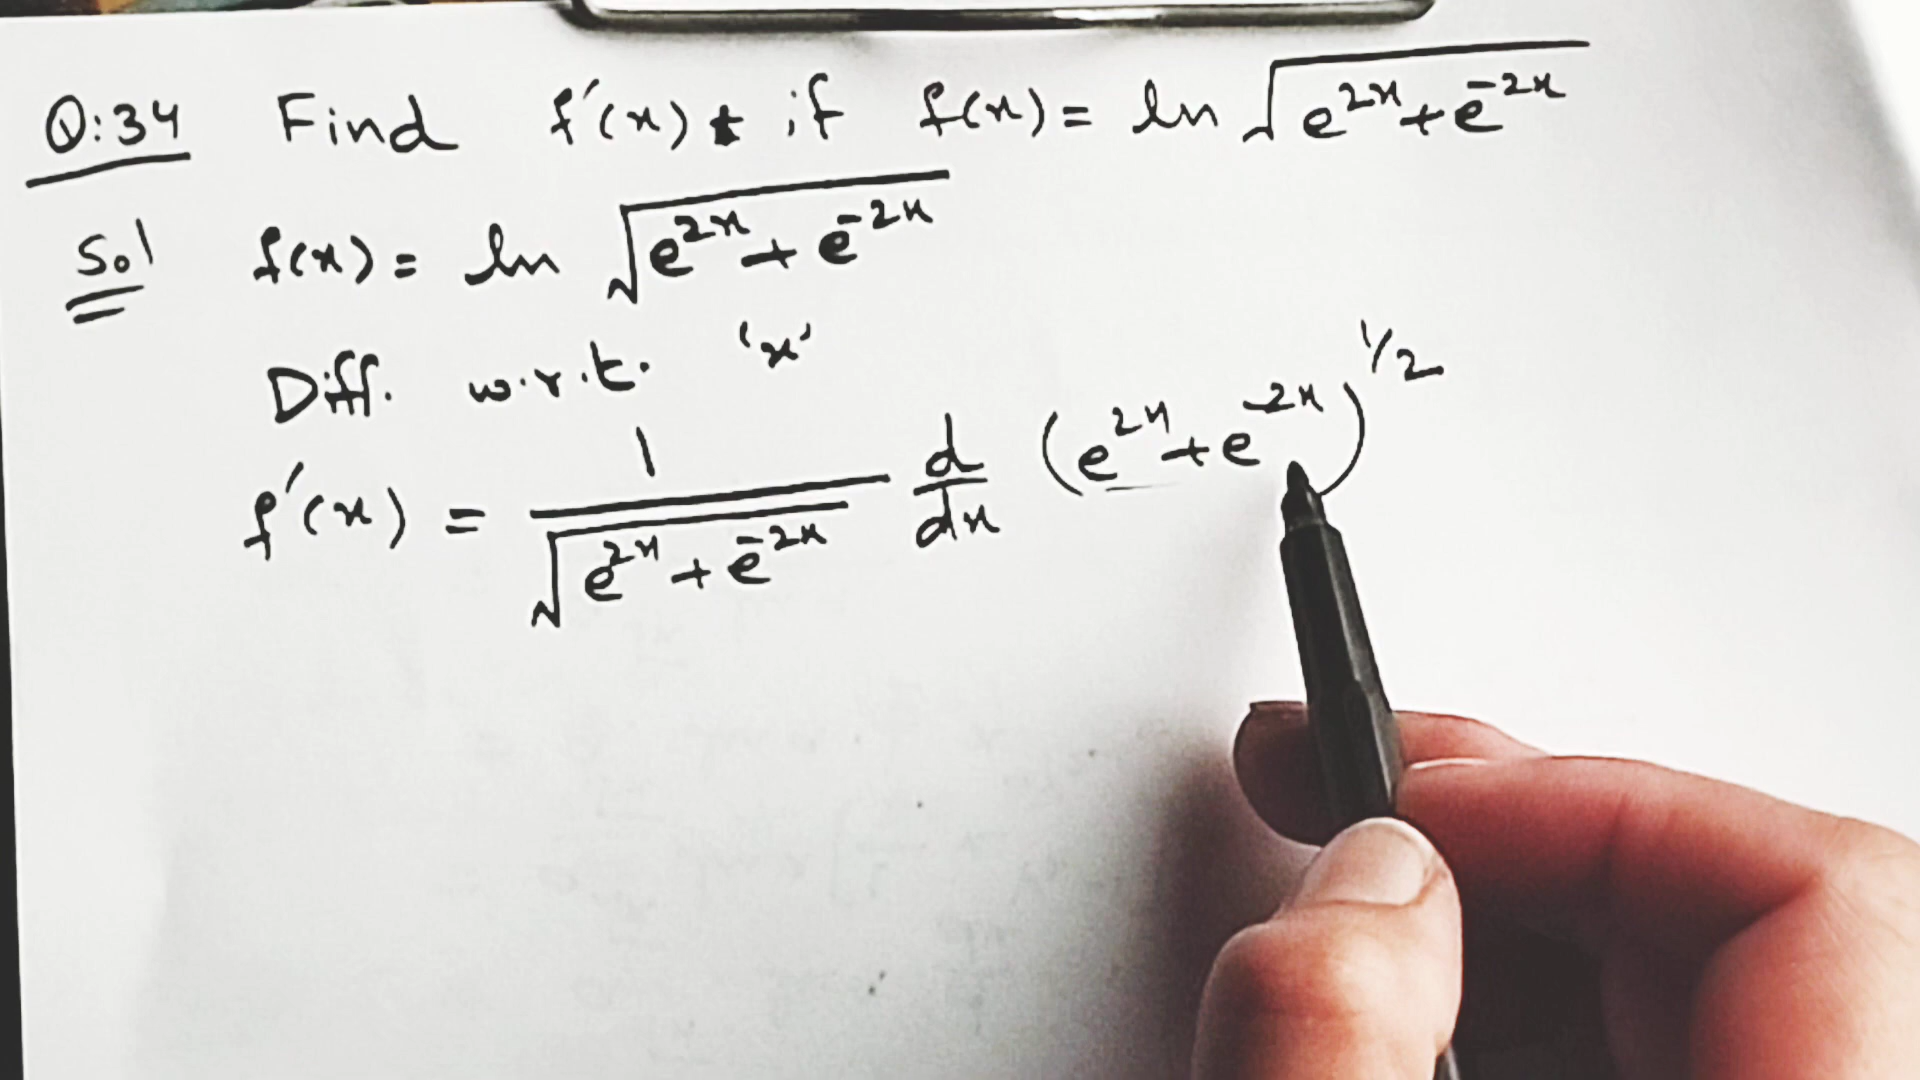 Q:34 Find f'(x) if f(x) = ln √(e^{2x} + e^{-2x})
Sol f(x) = ln √(e^{2x} + e^{-2x})
Diff. w.r.t. 'x'
f'(x) = 1/√(e^{2x} + e^{-2x}) d/dx (e^{2x} + e^{-2x})^{1/2}